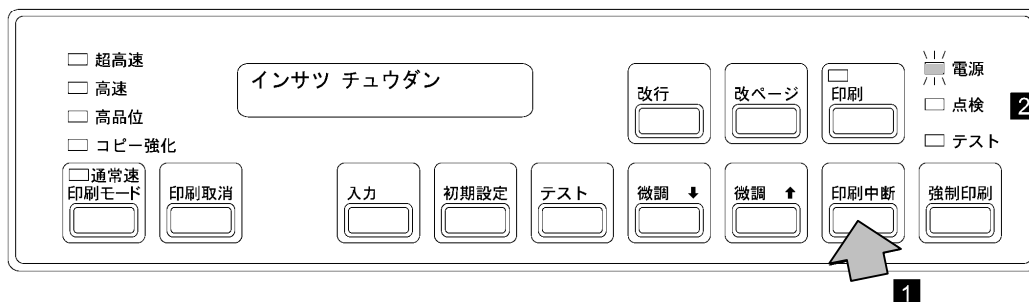 超高速
高速
高品位
コピー強化
通常速
印刷モード
印刷取消
インサツ チュウダン
入力
初期設定
テスト
改行
改ページ
印刷
微調 ⬇
微調 ⬆
印刷中断
強制印刷
電源
点検
テスト
2
1